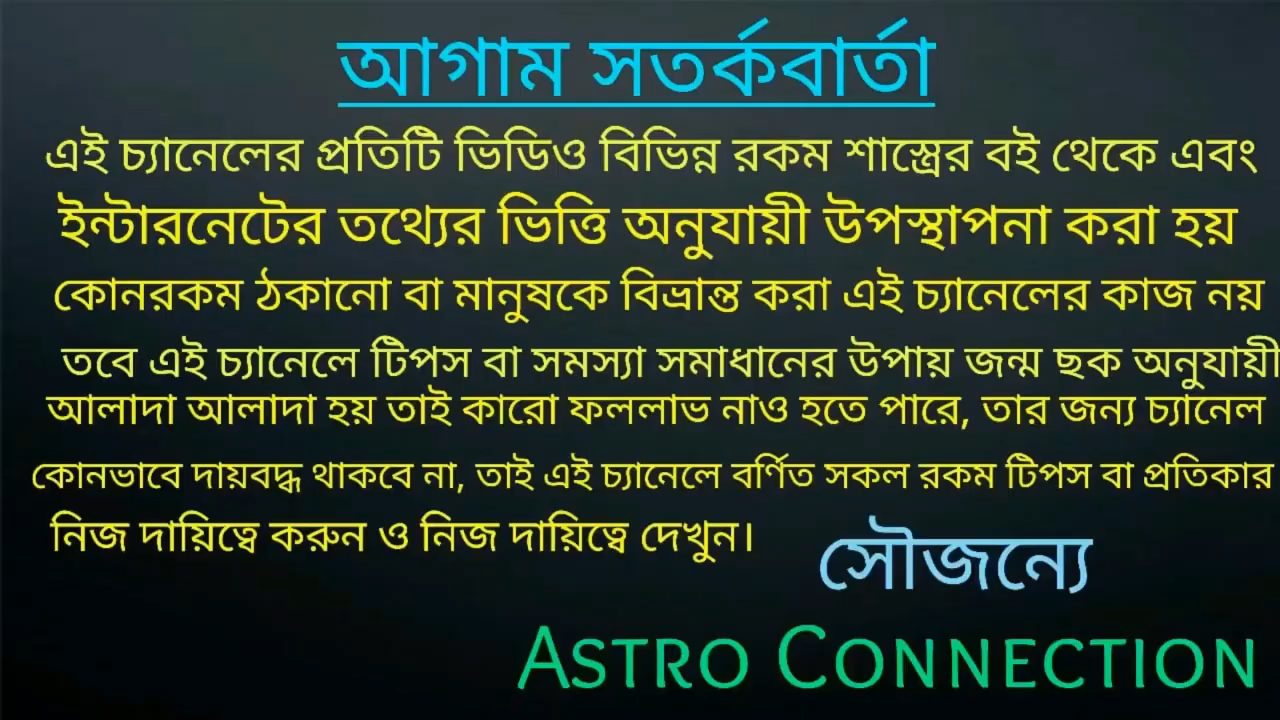 আগাম সতর্কবার্তা
এই চ্যানেলের প্রতিটি ভিডিও বিভিন্ন রকম শাস্ত্রের বই থেকে এবং
ইন্টারনেটের তথ্যের ভিত্তি অনুযায়ী উপস্থাপনা করা হয়
কোনরকম ঠকানো বা মানুষকে বিভ্রান্ত করা এই চ্যানেলের কাজ নয়
তবে এই চ্যানেলে টিপস বা সমস্যা সমাধানের উপায় জন্ম ছক অনুযায়ী
আলাদা আলাদা হয় তাই কারো ফললাভ নাও হতে পারে, তার জন্য চ্যানেল
কোনভাবে দায়বদ্ধ থাকবে না, তাই এই চ্যানেলে বর্ণিত সকল রকম টিপস বা প্রতিকার
নিজ দায়িত্বে করুন ও নিজ দায়িত্বে দেখুন।
সৌজন্যে
Astro Connection